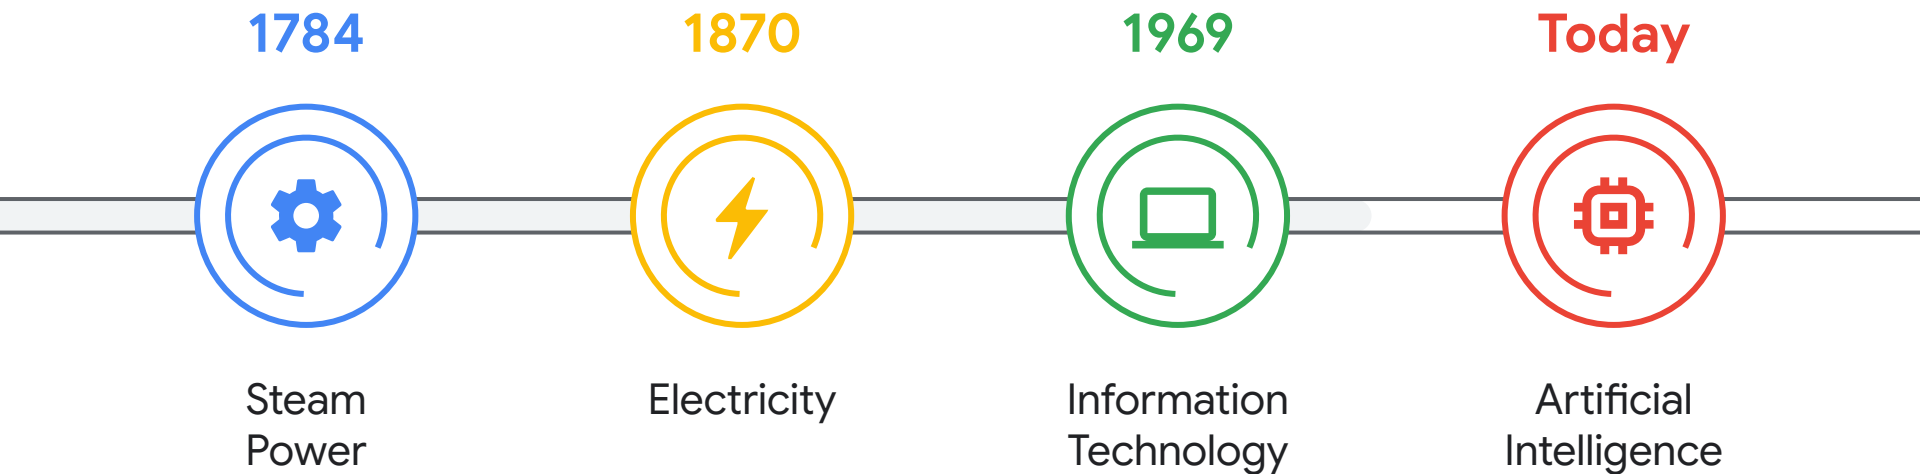 1784
1870
1969
Today
Steam
Power
Electricity
Information
Technology
Artificial
Intelligence